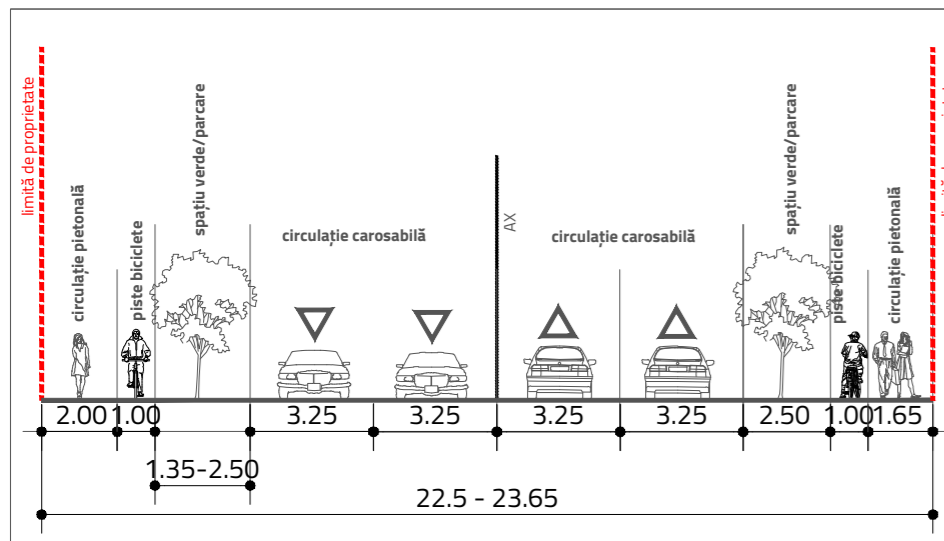 limită de proprietate
circulație pietonală
piste biciclete
spațiu verde/parcare
circulație carosabilă
AX
circulație carosabilă
spațiu verde/parcare
piste biciclete
circulație pietonală
2.00 1.00 3.25 3.25 3.25 3.25 2.50 1.00 1.65
1.35-2.50
22.5 - 23.65